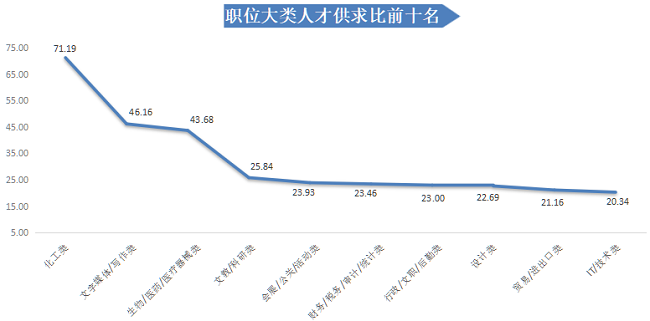 职位大类人才供求比前十名
75.00
65.00
55.00
45.00
35.00
25.00
15.00
5.00
71.19
46.16
43.68
25.84
23.93
23.46
23.00
22.69
21.16
20.34
化工类
文字媒体/写作类
生物/医药/医疗器械类
文教/科研类
会展/公关/活动类
财务/税务/审计/统计类
行政/文职/后勤类
设计类
贸易/进出口类
IT/技术类